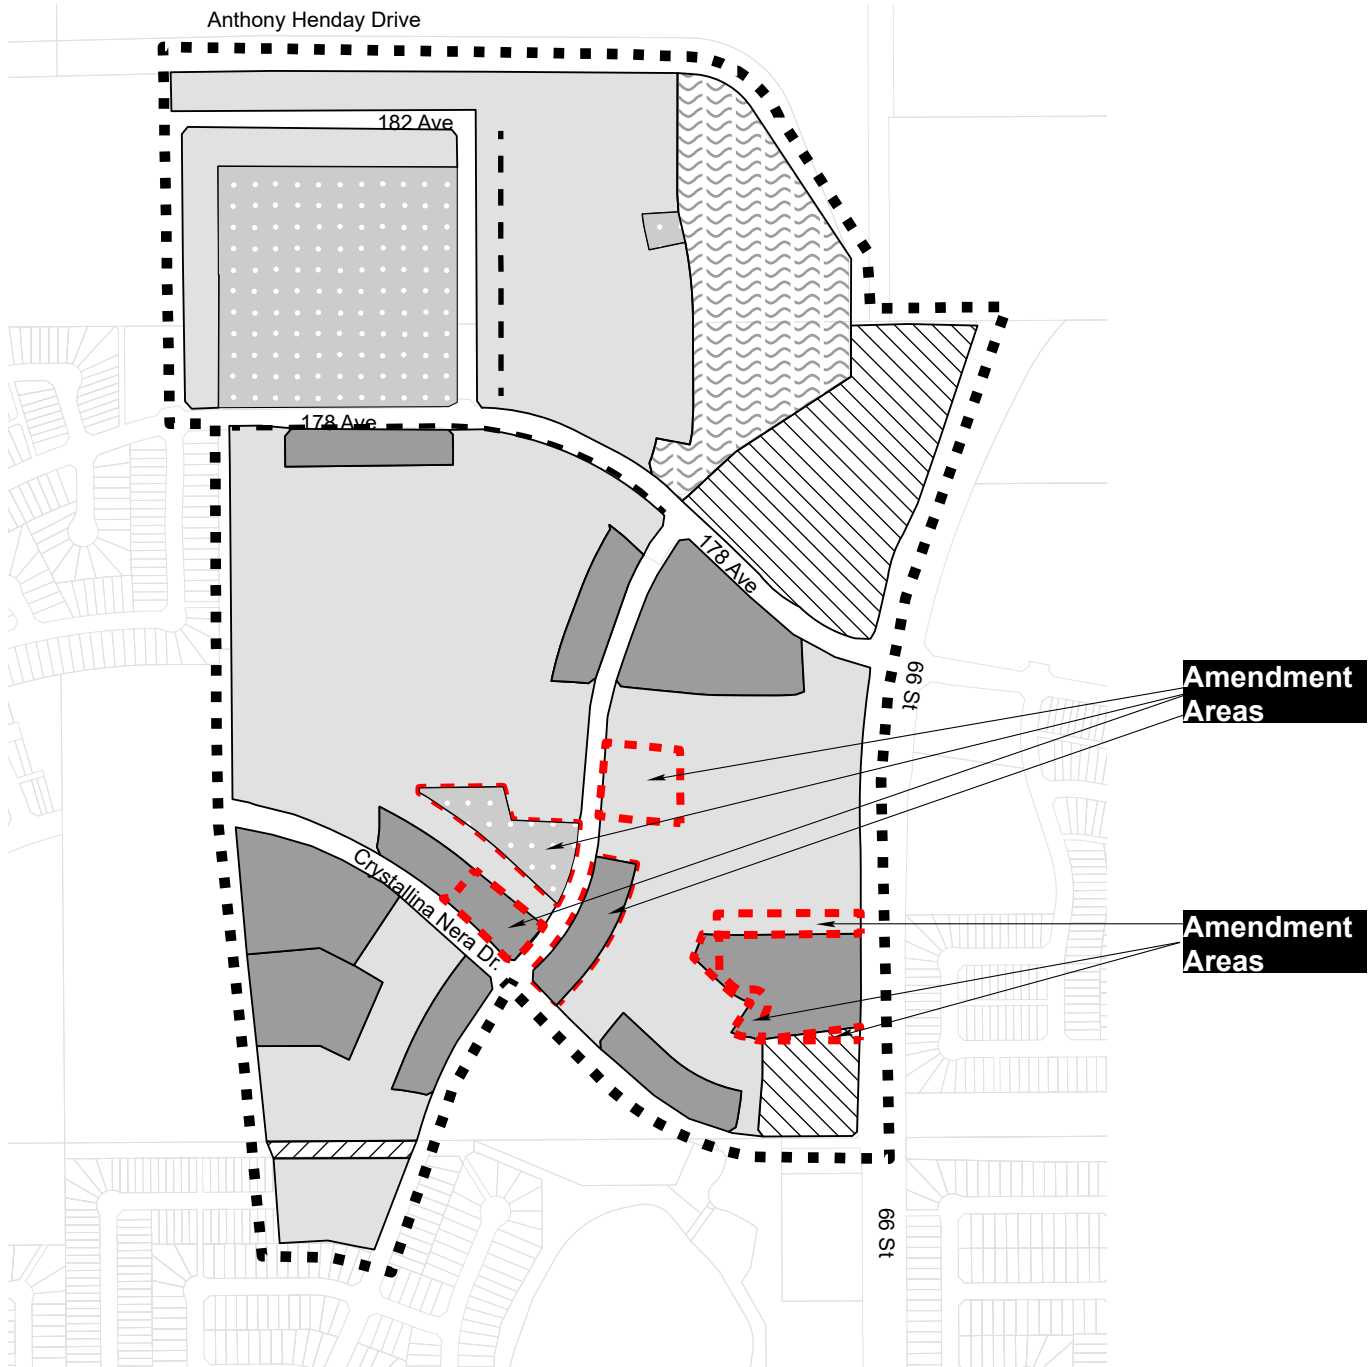 Anthony Henday Drive
182 Ave
178 Ave
178 Ave
66 St
Amendment
Areas
Crystallina Nera Dr.
Amendment
Areas
66 St